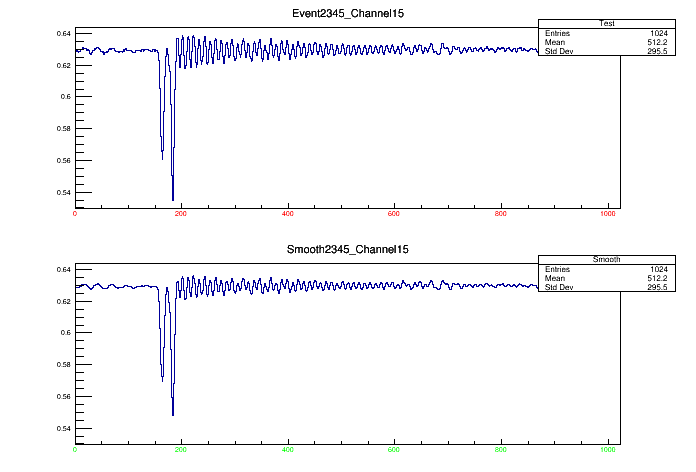 Event2345_Channel15
Test
Entries 1024
Mean 512.2
Std Dev 295.5
0.64
0.62
0.6
0.58
0.56
0.54
0 200 400 600 800 1000
Smooth2345_Channel15
Smooth
Entries 1024
Mean 512.2
Std Dev 295.5
0.64
0.62
0.6
0.58
0.56
0.54
0 200 400 600 800 1000